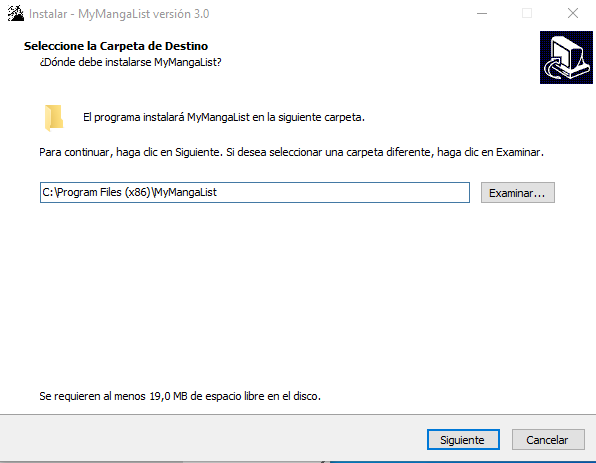 Instalar - MyMangaList versión 3.0
Seleccione la Carpeta de Destino
¿Dónde debe instalarse MyMangaList?
El programa instalará MyMangaList en la siguiente carpeta.
Para continuar, haga clic en Siguiente. Si desea seleccionar una carpeta diferente, haga clic en Examinar.
C:\Program Files (x86)\MyMangaList
Examinar...
Se requieren al menos 19,0 MB de espacio libre en el disco.
Siguiente
Cancelar